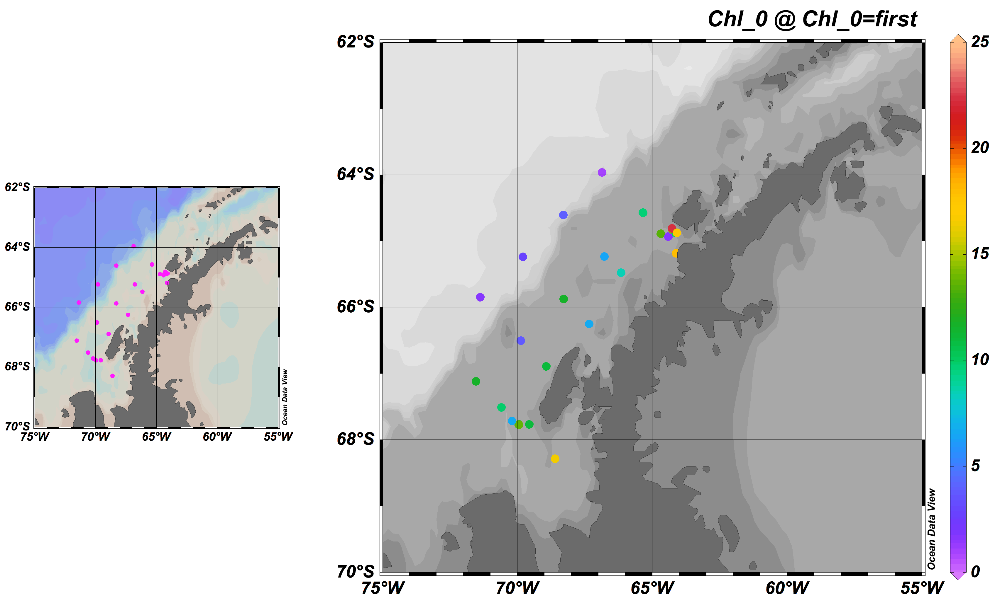 Chl_0 @ Chl_0=first
62°S
64°S
66°S
68°S
70°S
75°W
70°W
65°W
60°W
55°W
Ocean Data View
62°S
64°S
66°S
68°S
70°S
75°W
70°W
65°W
60°W
55°W
Ocean Data View
25
20
15
10
5
0